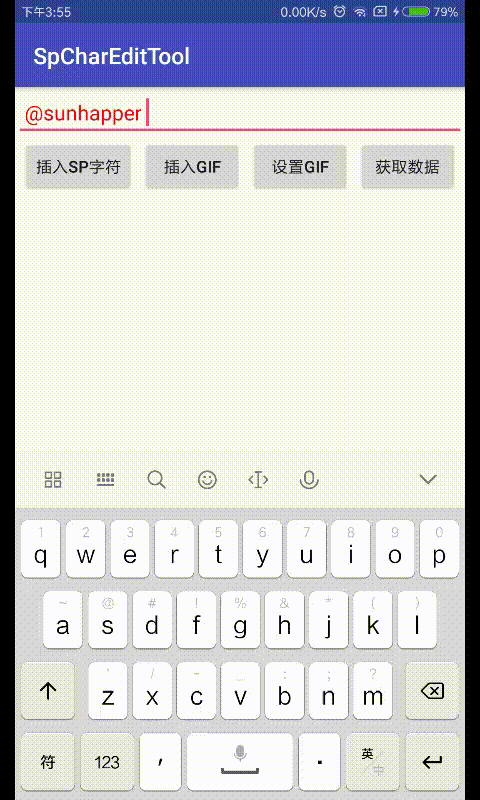 下午3:55 0.00K/s 79%
SpCharEditTool
@sunhapper
插入SP字符 插入GIF 设置GIF 获取数据
1 2 3 4 5 6 7 8 9 0
q w e r t y u i o p
~ @ # ! % & * ( )
a s d f g h j k l
/ - _ : ; ?
z x c v b n m
符 123 , . 英/中